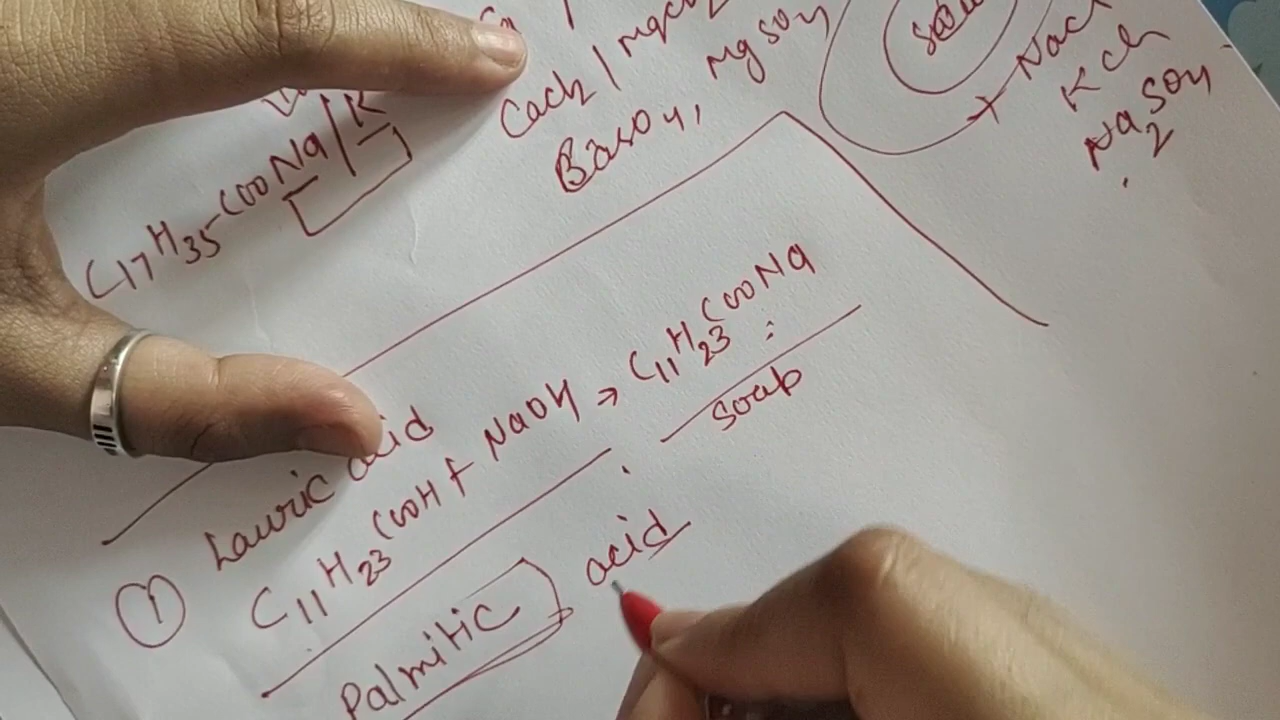 CaCl2 / MgCl2
BaSO4, MgSO4
NaCl
KCl
Na2SO4
C17H35-COONa/K
① Lauric acid
C11H23COOH + NaOH → C11H23COONa
Soap
Palmitic acid